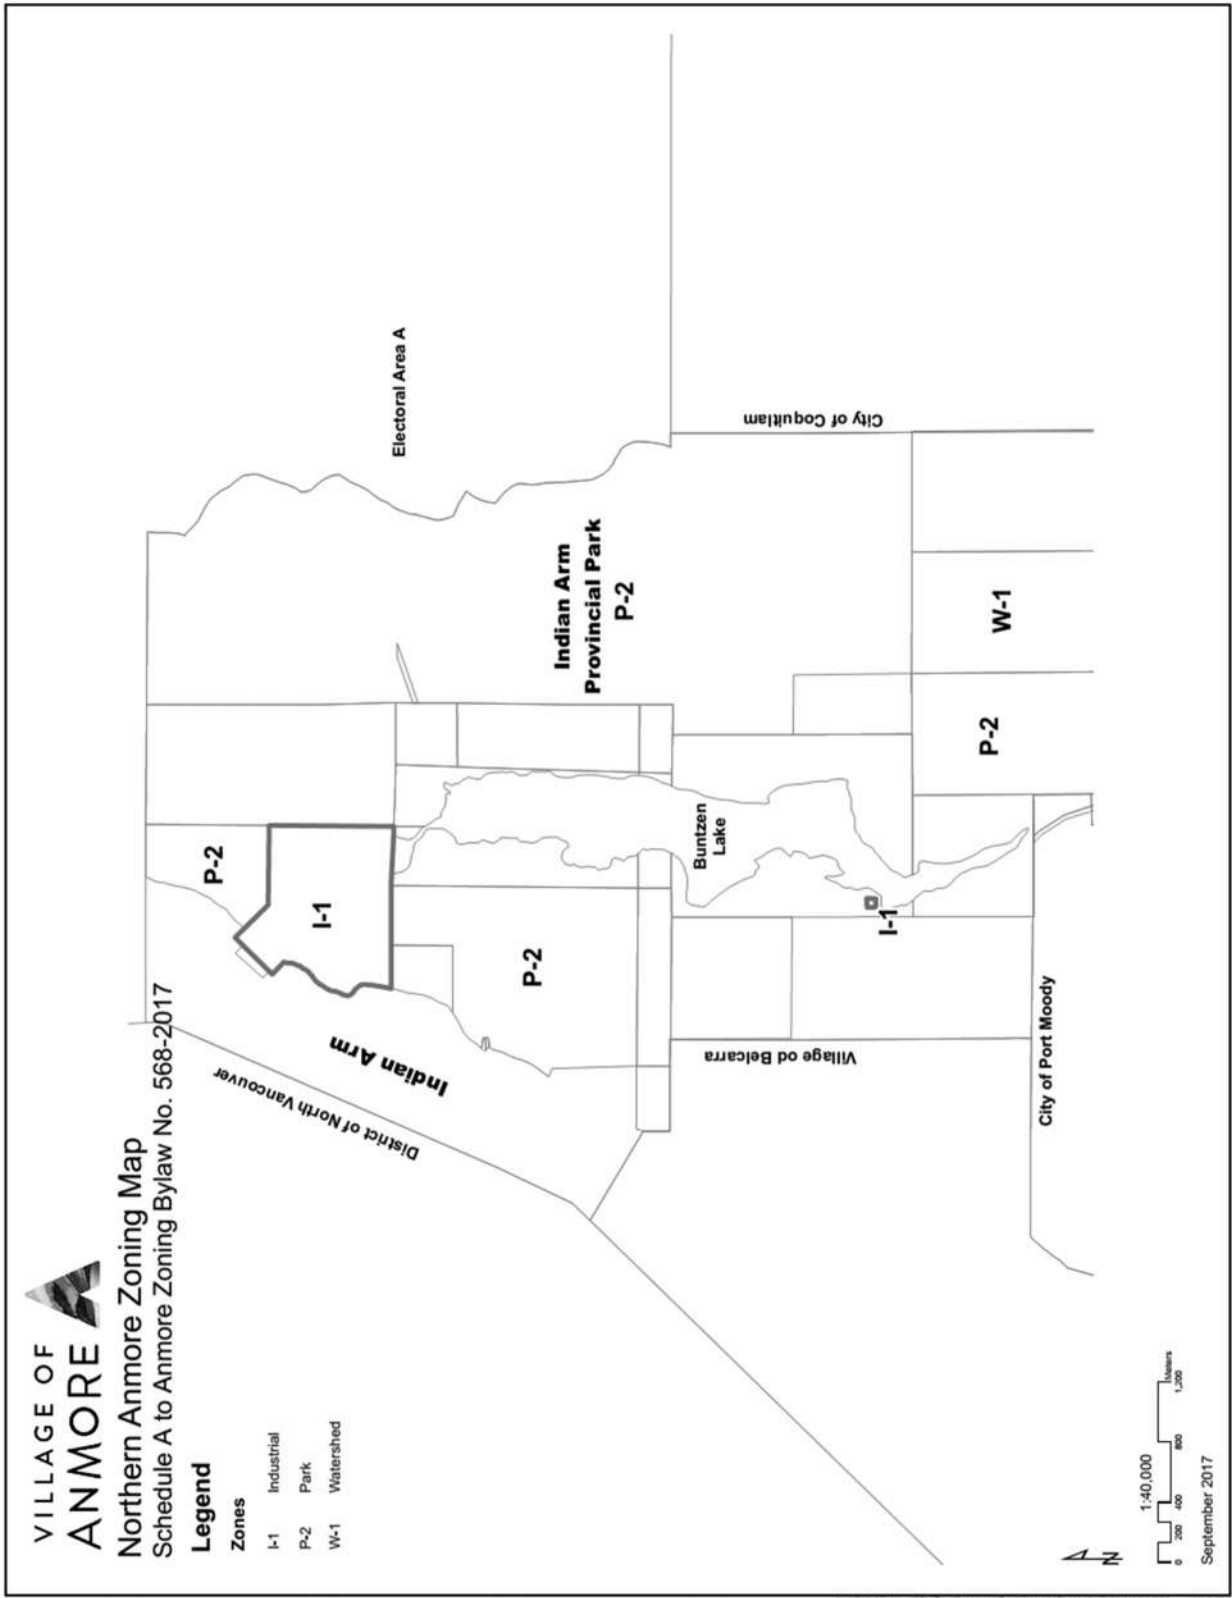 VILLAGE OF
ANMORE
Northern Anmore Zoning Map
Schedule A to Anmore Zoning Bylaw No. 568-2017
Legend
Zones
I-1 Industrial
P-2 Park
W-1 Watershed
Electoral Area A
P-2
I-1
Indian Arm
District of North Vancouver
Indian Arm
Provincial Park
P-2
P-2
Buntzen
Lake
City of Coquitlam
I-1
Village od Belcarra
W-1
P-2
City of Port Moody
N
1:40,000
0 200 400 800 1,200
Meters
September 2017